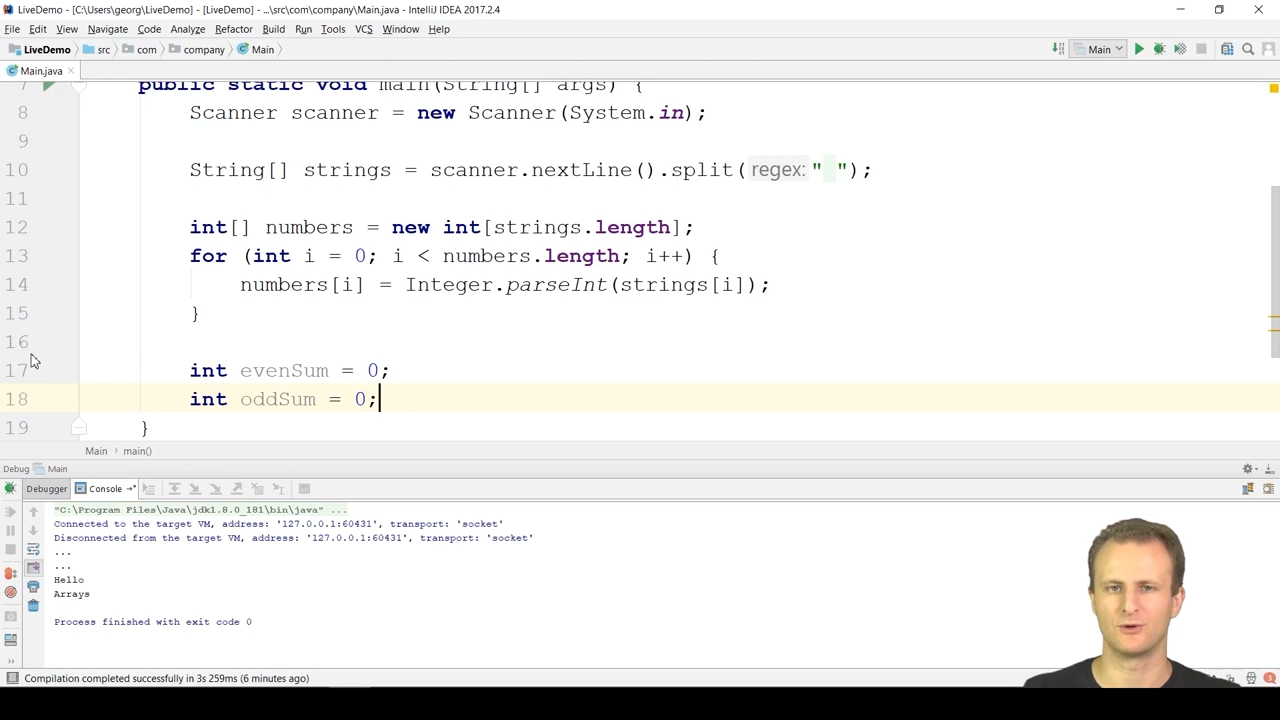 LiveDemo - [C:\Users\georg\LiveDemo] - [LiveDemo] - ...\src\com\company\Main.java - IntelliJ IDEA 2017.2.4
File Edit View Navigate Code Analyze Refactor Build Run Tools VCS Window Help
LiveDemo src com company Main Main
Main.java
7 public static void main(String[] args) {
8 Scanner scanner = new Scanner(System.in);
9
10 String[] strings = scanner.nextLine().split(regex: " ");
11
12 int[] numbers = new int[strings.length];
13 for (int i = 0; i < numbers.length; i++) {
14 numbers[i] = Integer.parseInt(strings[i]);
15 }
16
17 int evenSum = 0;
18 int oddSum = 0;
19 }
Main › main()
Debug Main
Debugger Console
"C:\Program Files\Java\jdk1.8.0_181\bin\java" ...
Connected to the target VM, address: '127.0.0.1:60431', transport: 'socket'
Disconnected from the target VM, address: '127.0.0.1:60431', transport: 'socket'
...
...
Hello
Arrays
Process finished with exit code 0
Compilation completed successfully in 3s 259ms (6 minutes ago) 3